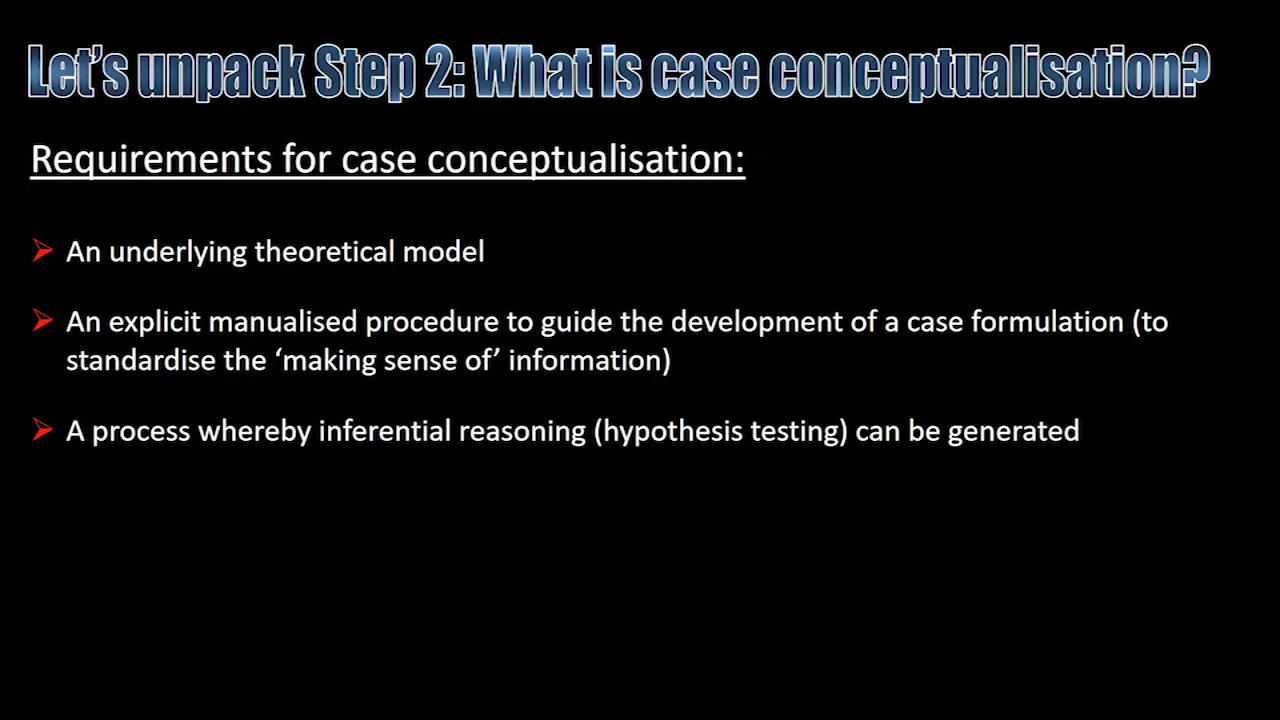 Let's unpack Step 2: What is case conceptualisation?
Requirements for case conceptualisation:
An underlying theoretical model
An explicit manualised procedure to guide the development of a case formulation (to
standardise the ‘making sense of’ information)
A process whereby inferential reasoning (hypothesis testing) can be generated